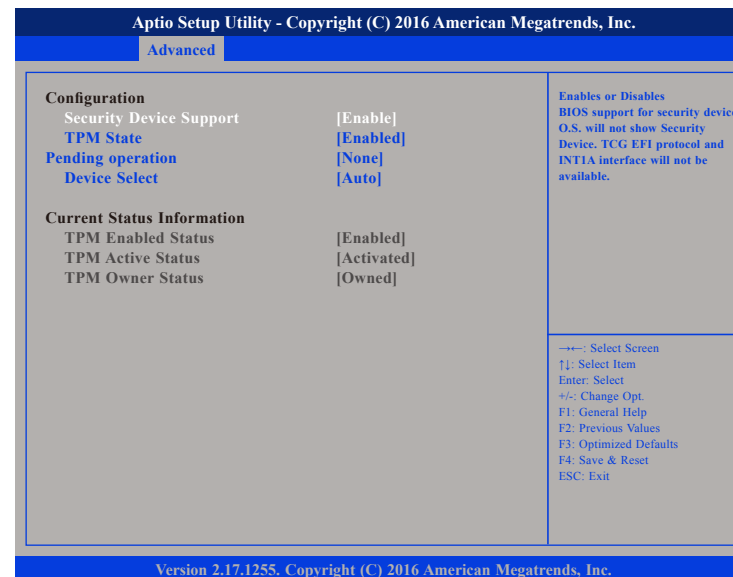 Aptio Setup Utility - Copyright (C) 2016 American Megatrends, Inc.
Advanced
Configuration
Security Device Support [Enable]
TPM State [Enabled]
Pending operation [None]
Device Select [Auto]
Current Status Information
TPM Enabled Status [Enabled]
TPM Active Status [Activated]
TPM Owner Status [Owned]
Enables or Disables
BIOS support for security device
O.S. will not show Security
Device. TCG EFI protocol and
INT1A interface will not be
available.
→←: Select Screen
↑↓: Select Item
Enter: Select
+/-: Change Opt.
F1: General Help
F2: Previous Values
F3: Optimized Defaults
F4: Save & Reset
ESC: Exit
Version 2.17.1255. Copyright (C) 2016 American Megatrends, Inc.